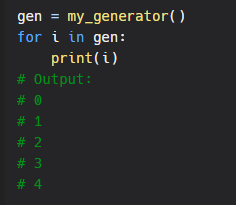 gen = my_generator()
for i in gen:
    print(i)
# Output:
# 0
# 1
# 2
# 3
# 4